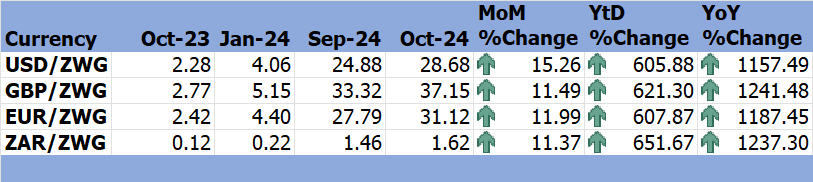 Currency Oct-23 Jan-24 Sep-24 Oct-24 MoM %Change YtD %Change YoY %Change
USD/ZWG 2.28 4.06 24.88 28.68 15.26 605.88 1157.49
GBP/ZWG 2.77 5.15 33.32 37.15 11.49 621.30 1241.48
EUR/ZWG 2.42 4.40 27.79 31.12 11.99 607.87 1187.45
ZAR/ZWG 0.12 0.22 1.46 1.62 11.37 651.67 1237.30